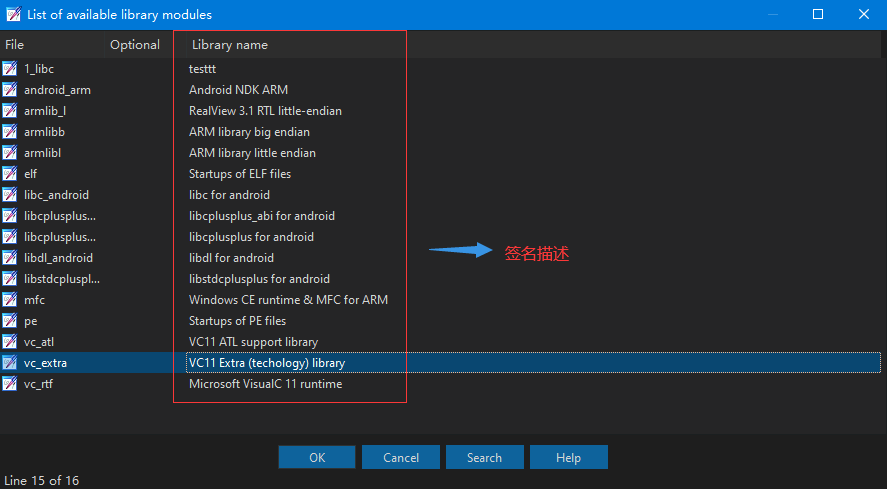 List of available library modules
File Optional Library name
1_libc testtt
android_arm Android NDK ARM
armlib_l RealView 3.1 RTL little-endian
armlibb ARM library big endian
armlibl ARM library little endian
elf Startups of ELF files
libc_android libc for android
libcplusplus... libcplusplus_abi for android
libcplusplus... libcplusplus for android
libdl_android libdl for android
签名描述
libstdcpluspl... libstdcplusplus for android
mfc Windows CE runtime & MFC for ARM
pe Startups of PE files
vc_atl VC11 ATL support library
vc_extra VC11 Extra (techology) library
vc_rtf Microsoft VisualC 11 runtime
OK Cancel Search Help
Line 15 of 16